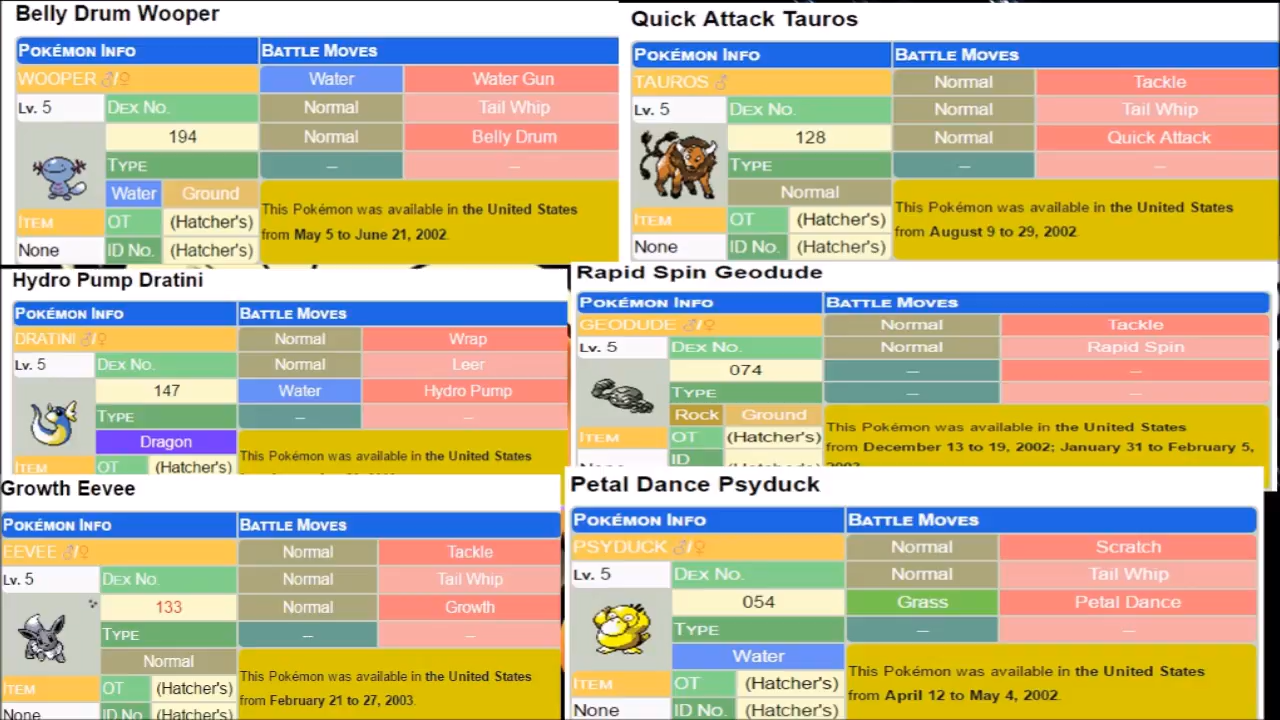 Belly Drum Wooper
POKÉMON INFO BATTLE MOVES
WOOPER ♂/♀ Water Water Gun
Lv. 5 DEX NO. Normal Tail Whip
194 Normal Belly Drum
TYPE – –
Water Ground
This Pokémon was available in the United States
ITEM OT (Hatcher's)
from May 5 to June 21, 2002.
None ID No. (Hatcher's)
Quick Attack Tauros
POKÉMON INFO BATTLE MOVES
TAUROS ♂ Normal Tackle
Lv. 5 DEX NO. Normal Tail Whip
128 Normal Quick Attack
TYPE – –
Normal
This Pokémon was available in the United States
ITEM OT (Hatcher's)
from August 9 to 29, 2002.
None ID No. (Hatcher's)
Hydro Pump Dratini
POKÉMON INFO BATTLE MOVES
DRATINI ♂/♀ Normal Wrap
Lv. 5 DEX NO. Normal Leer
147 Water Hydro Pump
TYPE – –
Dragon
This Pokémon was available in the United States
ITEM OT (Hatcher's)
Rapid Spin Geodude
POKÉMON INFO BATTLE MOVES
GEODUDE ♂/♀ Normal Tackle
Lv. 5 DEX NO. Normal Rapid Spin
074 – –
TYPE – –
Rock Ground
This Pokémon was available in the United States
ITEM OT (Hatcher's)
from December 13 to 19, 2002; January 31 to February 5,
ID
Growth Eevee
POKÉMON INFO BATTLE MOVES
EEVEE ♂/♀ Normal Tackle
Lv. 5 DEX NO. Normal Tail Whip
133 Normal Growth
TYPE – –
Normal
This Pokémon was available in the United States
ITEM OT (Hatcher's)
from February 21 to 27, 2003.
None ID No. (Hatcher's)
Petal Dance Psyduck
POKÉMON INFO BATTLE MOVES
PSYDUCK ♂/♀ Normal Scratch
Lv. 5 DEX NO. Normal Tail Whip
054 Grass Petal Dance
TYPE – –
Water
This Pokémon was available in the United States
ITEM OT (Hatcher's)
from April 12 to May 4, 2002.
None ID No. (Hatcher's)